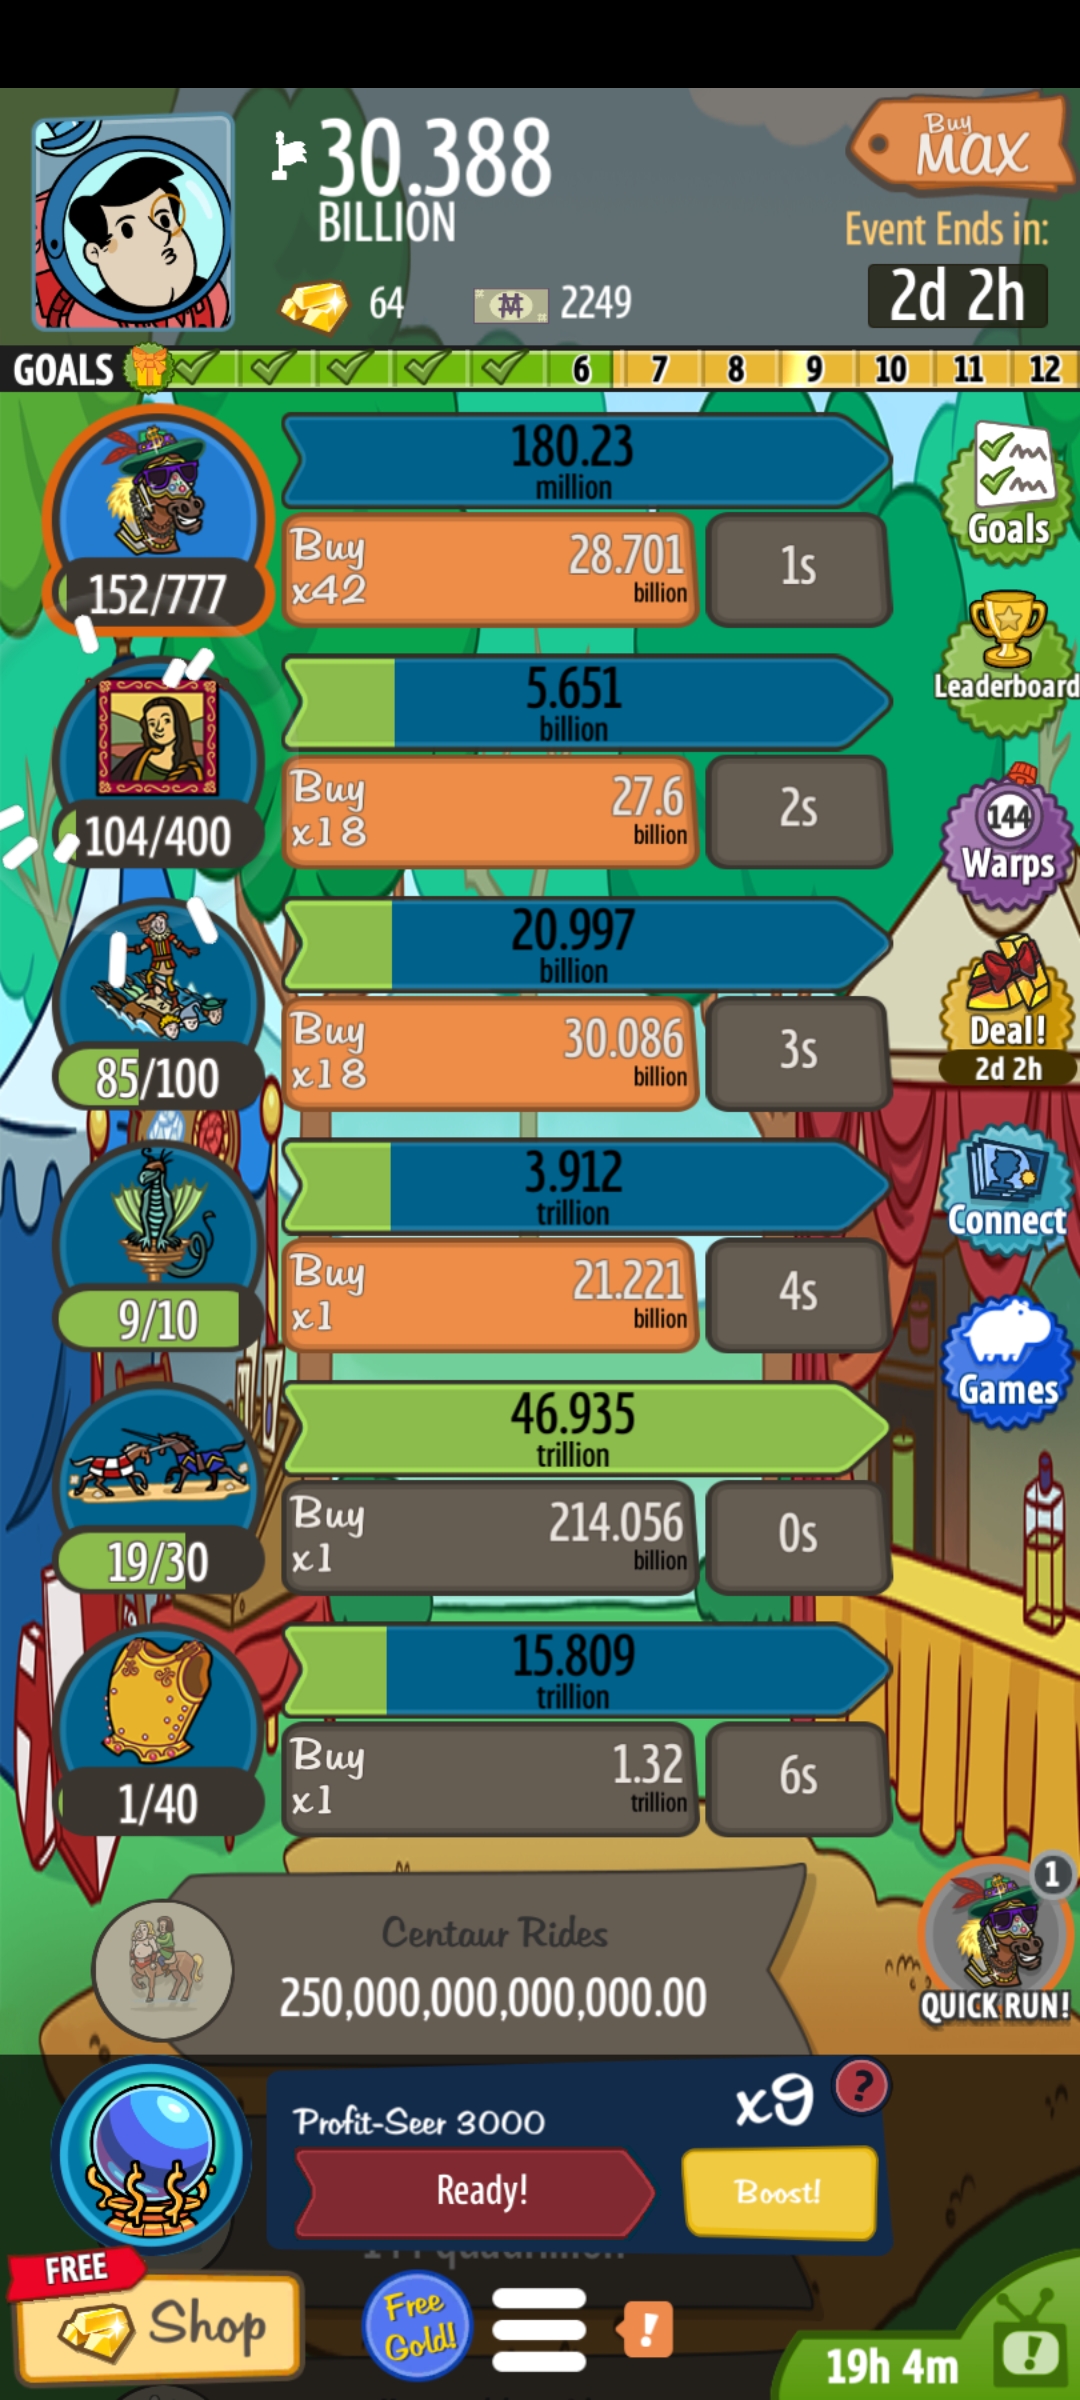 30.388
BILLION
64
2249
Buy
MAX
Event Ends in:
2d 2h
GOALS
6 7 8 9 10 11 12
180.23
million
152/777
Buy
x42
28.701
billion
1s
Goals
5.651
billion
104/400
Buy
x18
27.6
billion
2s
Leaderboard
144
Warps
20.997
billion
85/100
Buy
x18
30.086
billion
3s
Deal!
2d 2h
3.912
trillion
9/10
Buy
x1
21.221
billion
4s
Connect
Games
46.935
trillion
19/30
Buy
x1
214.056
billion
0s
15.809
trillion
1/40
Buy
x1
1.32
trillion
6s
Centaur Rides
250,000,000,000,000.00
1
QUICK RUN!
Profit-Seer 3000
x9
?
Ready!
Boost!
FREE
Shop
Free
Gold!
!
19h 4m
!